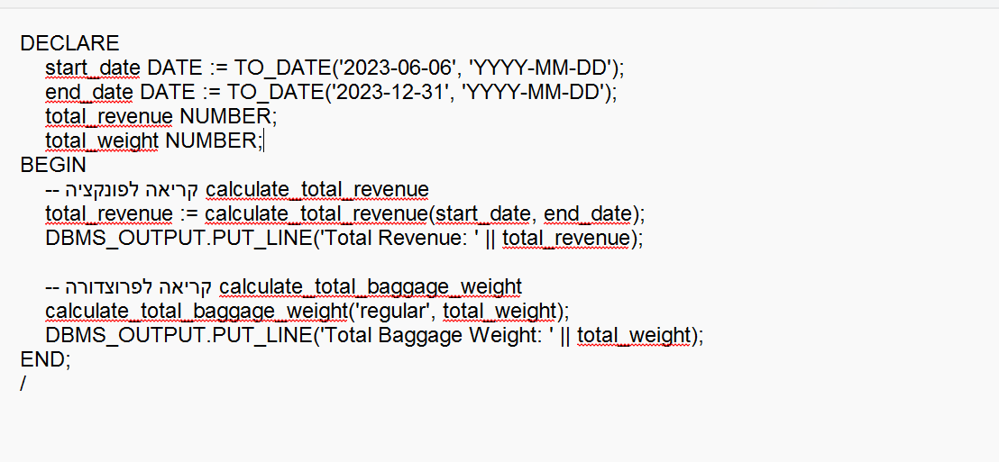 DECLARE
start_date DATE := TO_DATE('2023-06-06', 'YYYY-MM-DD');
end_date DATE := TO_DATE('2023-12-31', 'YYYY-MM-DD');
total_revenue NUMBER;
total_weight NUMBER;
BEGIN
-- קריאה לפונקציה calculate_total_revenue
total_revenue := calculate_total_revenue(start_date, end_date);
DBMS_OUTPUT.PUT_LINE('Total Revenue: ' || total_revenue);
-- קריאה לפרוצדורה calculate_total_baggage_weight
calculate_total_baggage_weight('regular', total_weight);
DBMS_OUTPUT.PUT_LINE('Total Baggage Weight: ' || total_weight);
END;
/